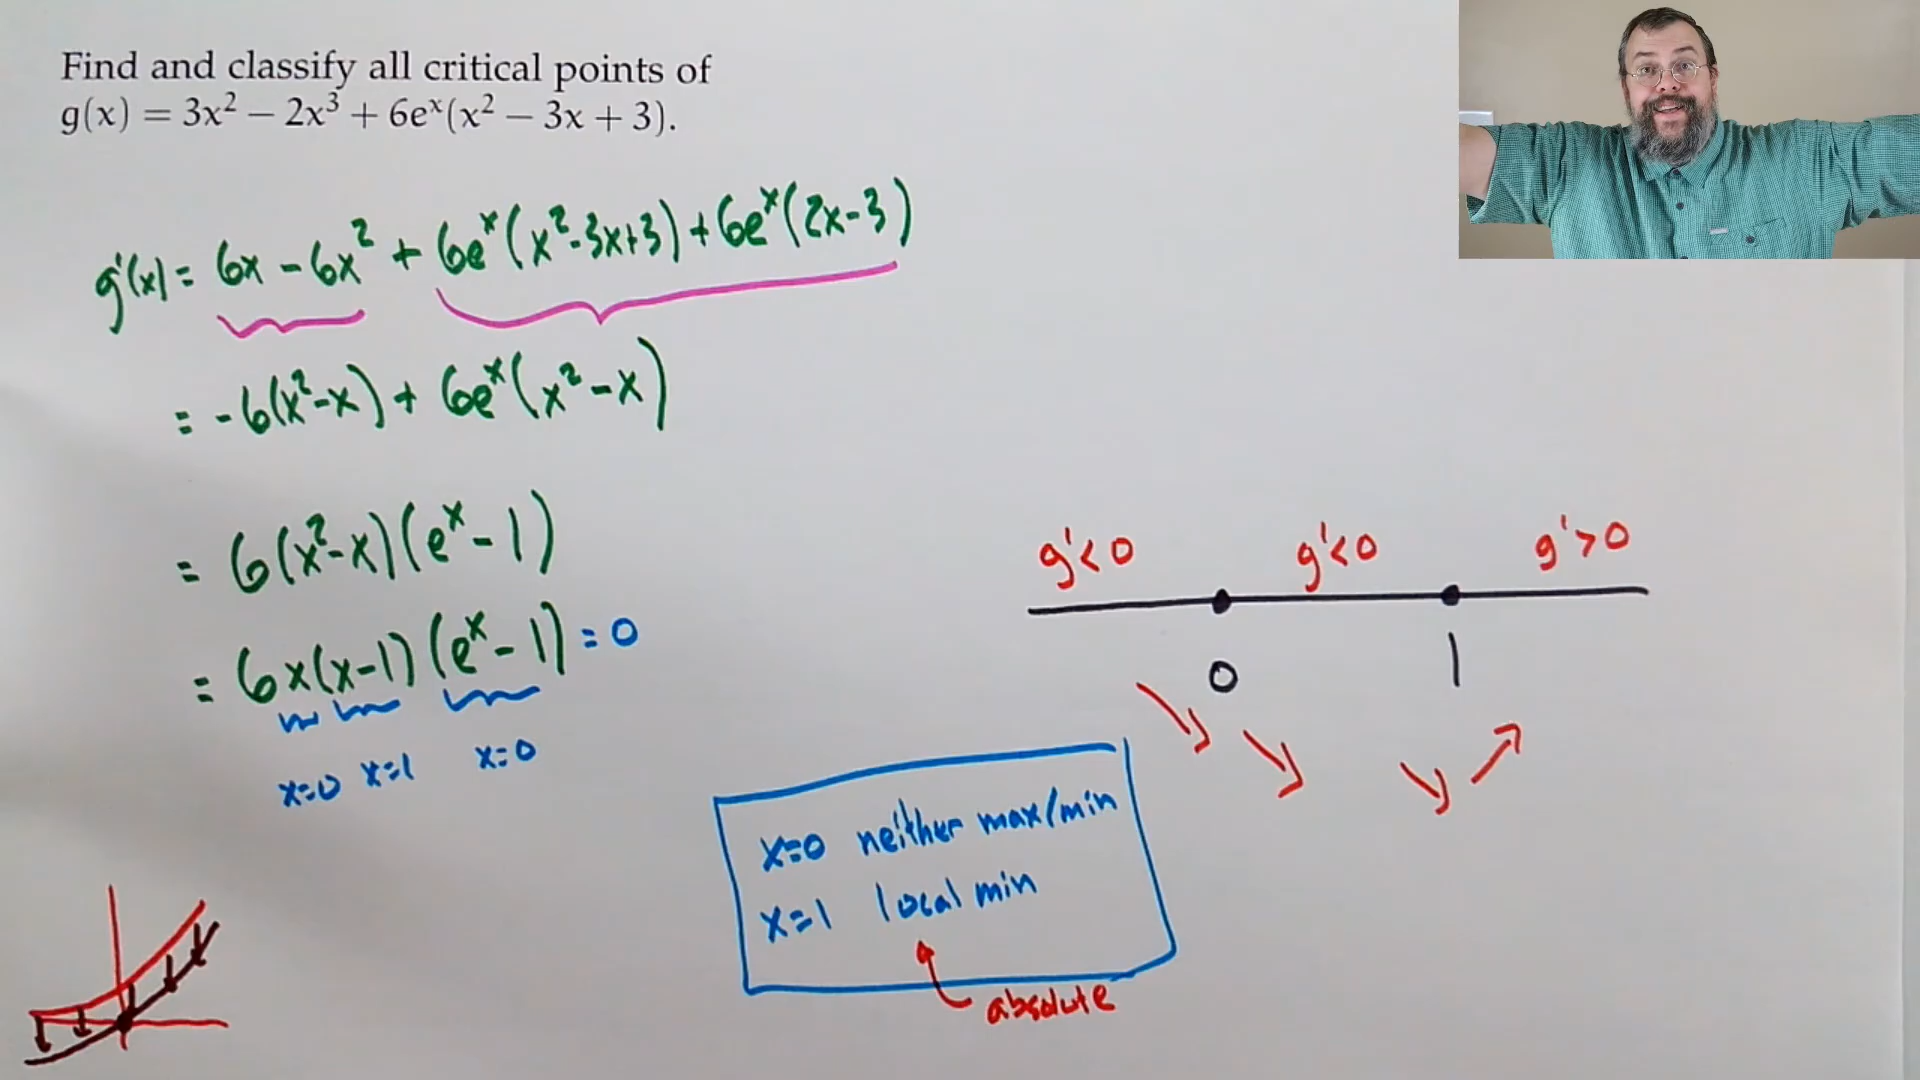 Find and classify all critical points of
g(x) = 3x² − 2x³ + 6eˣ(x² − 3x + 3).
g'(x) = 6x - 6x² + 6eˣ(x²-3x+3) + 6eˣ(2x-3)
= -6(x²-x) + 6eˣ(x²-x)
= 6(x²-x)(eˣ-1)
= 6x(x-1)(eˣ-1) = 0
x=0 x=1 x=0
g'<0 g'<0 g'>0
0 1
x=0 neither max/min
x=1 local min
absolute